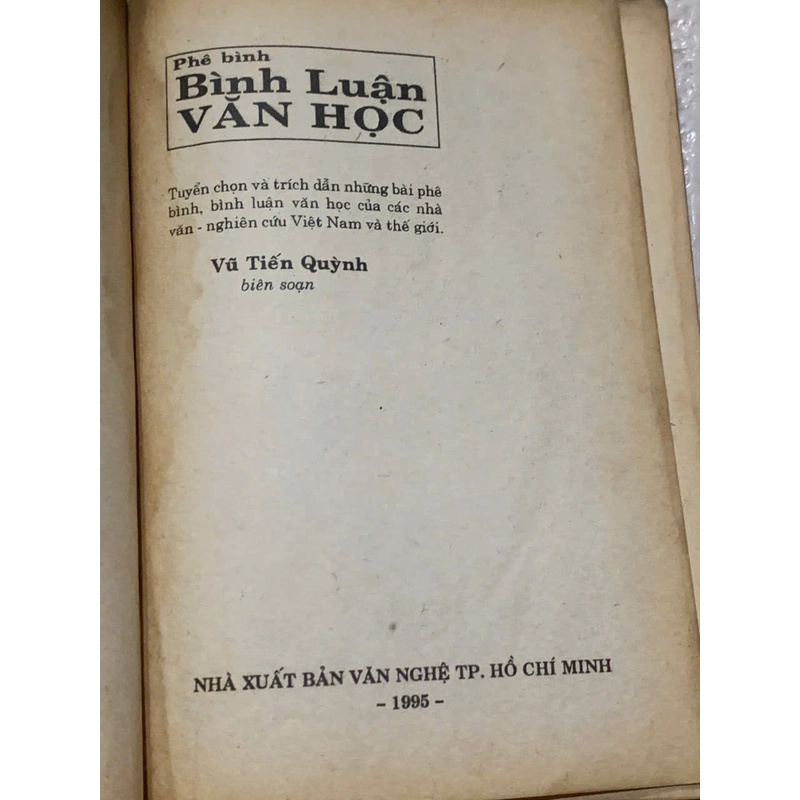 Phê bình
Bình Luận
VĂN HỌC
Tuyển chọn và trích dẫn những bài phê
bình, bình luận văn học của các nhà
văn - nghiên cứu Việt Nam và thế giới.
Vũ Tiến Quỳnh
biên soạn
NHÀ XUẤT BẢN VĂN NGHỆ TP. HỒ CHÍ MINH
- 1995 -